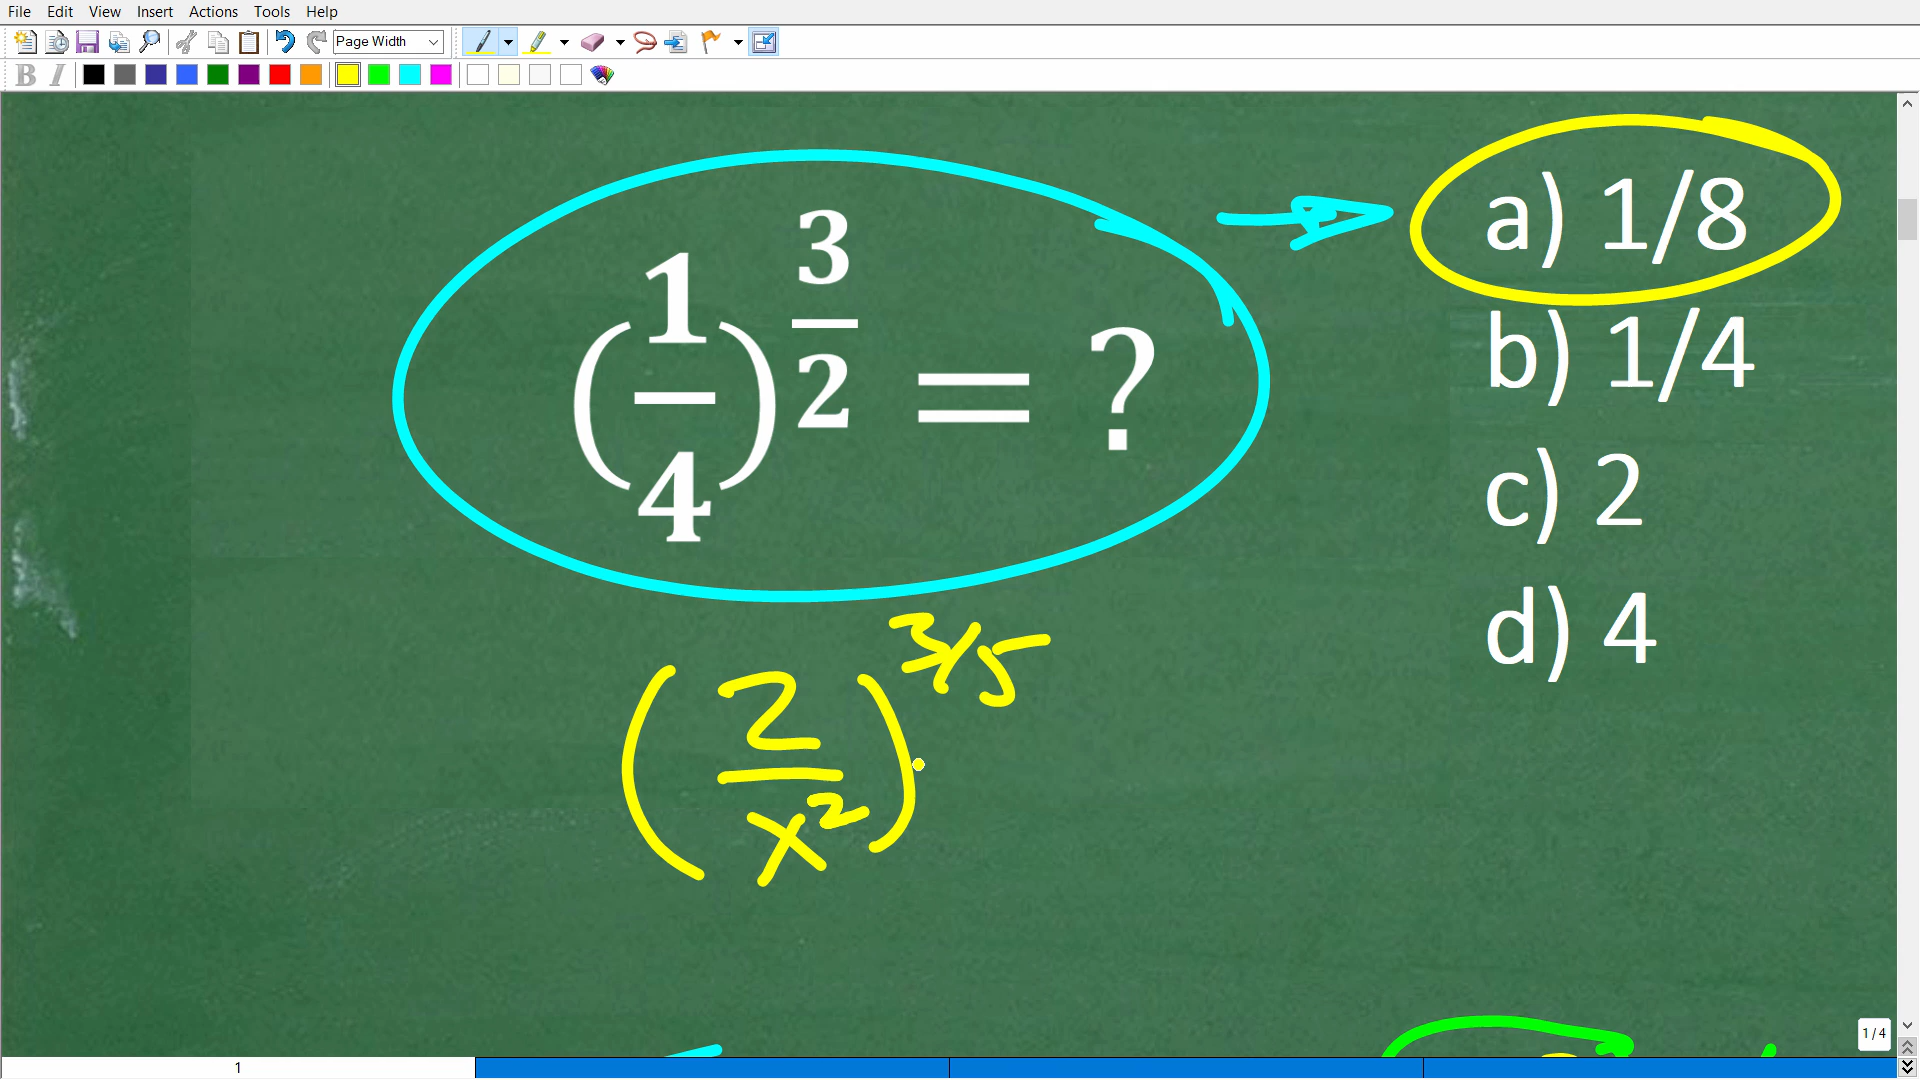 File Edit View Insert Actions Tools Help
Page Width
B I
(1/4)^(3/2) = ?
a) 1/8
b) 1/4
c) 2
d) 4
(2/x²)^(3/5)
1 / 4
1